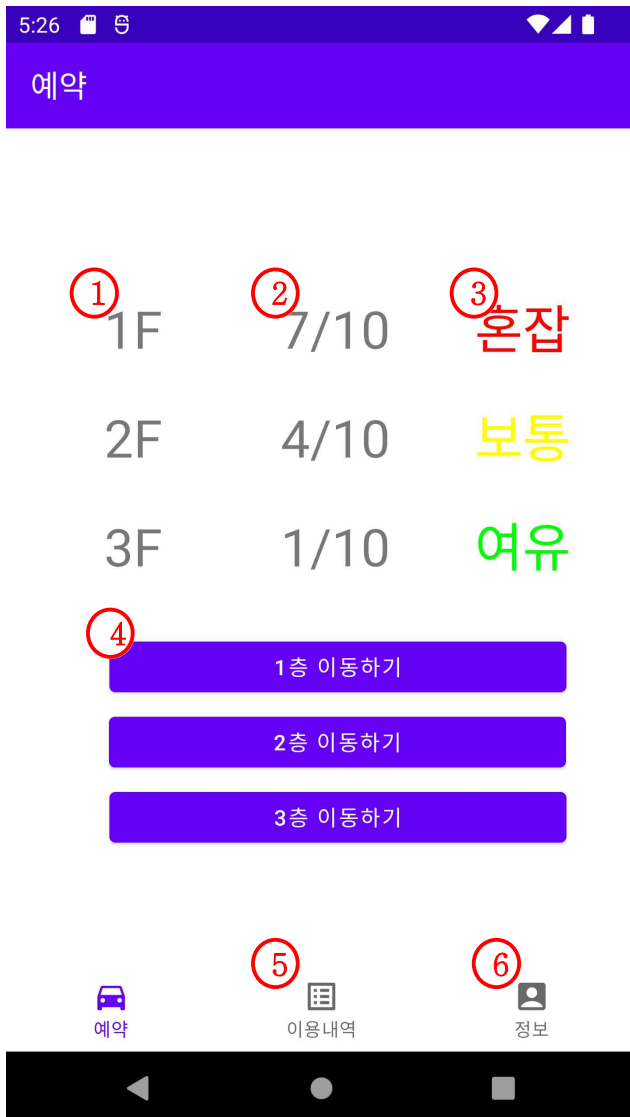 5:26
예약
① ② ③
1F 7/10 혼잡
2F 4/10 보통
3F 1/10 여유
④
1층 이동하기
2층 이동하기
3층 이동하기
⑤ ⑥
예약 이용내역 정보